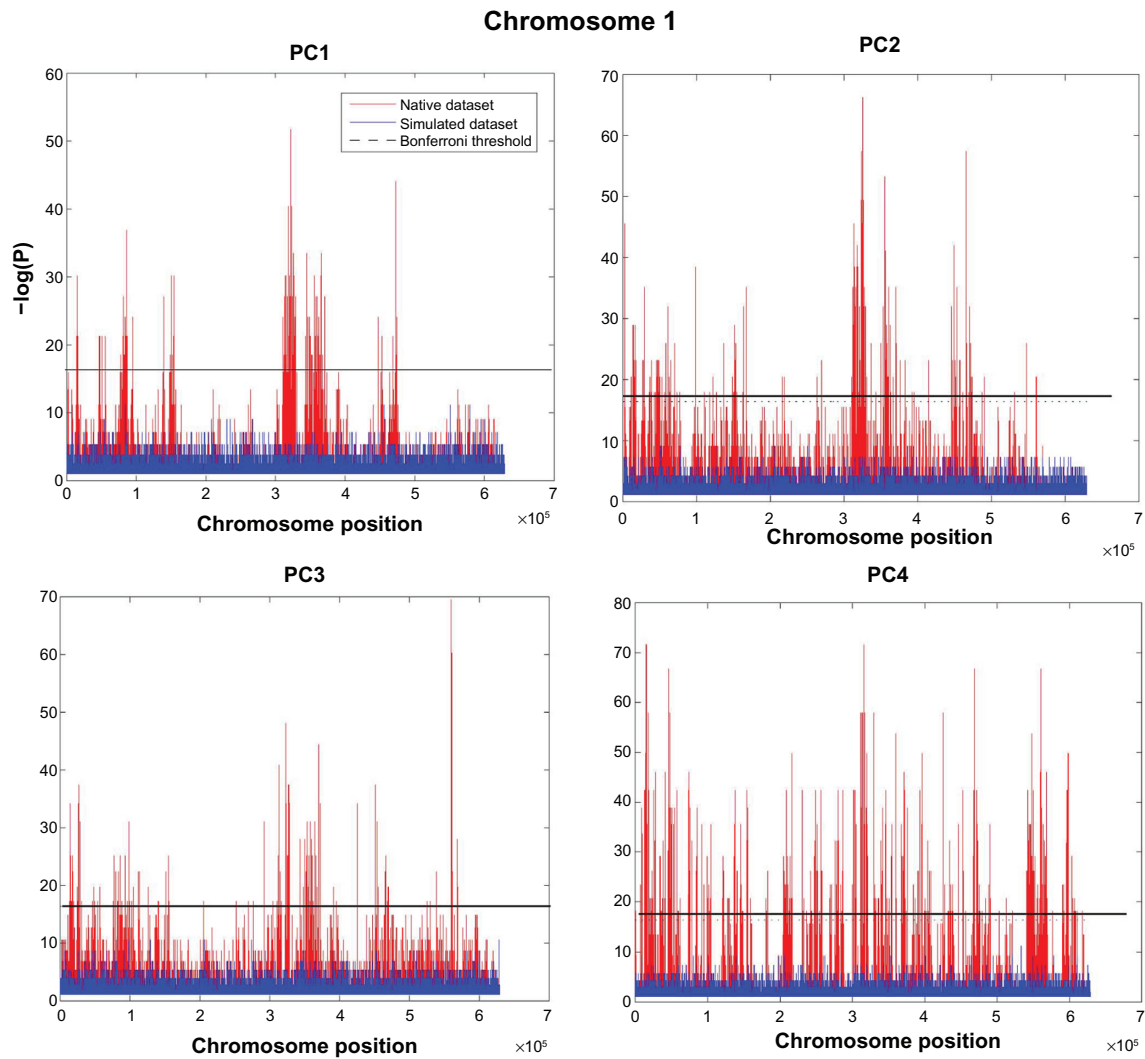 Chromosome 1
PC1
60
50
40
30
20
10
0
−log(P)
Native dataset
Simulated dataset
Bonferroni threshold
0 1 2 3 4 5 6 7
Chromosome position
×10⁵
PC2
70
60
50
40
30
20
10
0
0 1 2 3 4 5 6 7
Chromosome position
×10⁵
PC3
70
60
50
40
30
20
10
0
0 1 2 3 4 5 6 7
Chromosome position
×10⁵
PC4
80
70
60
50
40
30
20
10
0
0 1 2 3 4 5 6 7
Chromosome position
×10⁵